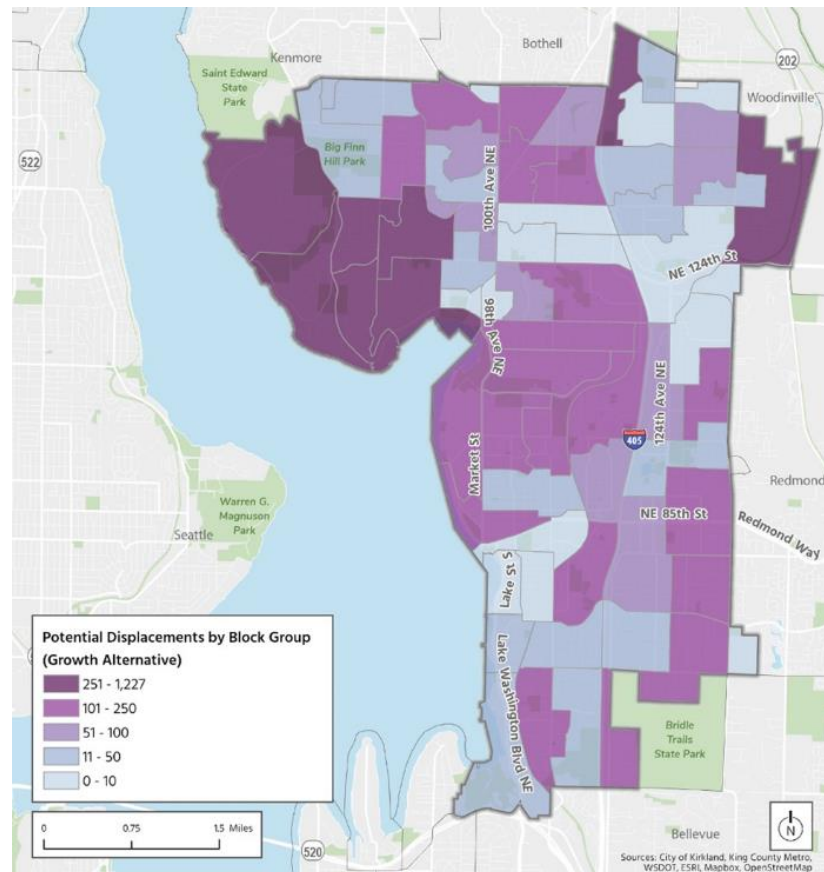 Kenmore
Bothell
202
Saint Edward
State
Park
Woodinville
Big Finn
Hill Park
522
100th Ave NE
NE 124th St
98th Ave NE
124th Ave NE
405
Market St
Redmond
NE 85th St
Redmond Way
Warren G.
Magnuson
Park
Seattle
Lake St S
Lake Washington Blvd NE
Potential Displacements by Block Group
(Growth Alternative)
251 - 1,227
101 - 250
51 - 100
11 - 50
0 - 10
Bridle
Trails
State Park
0 0.75 1.5 Miles
520
Bellevue
N
Sources: City of Kirkland, King County Metro,
WSDOT, ESRI, Mapbox, OpenStreetMap